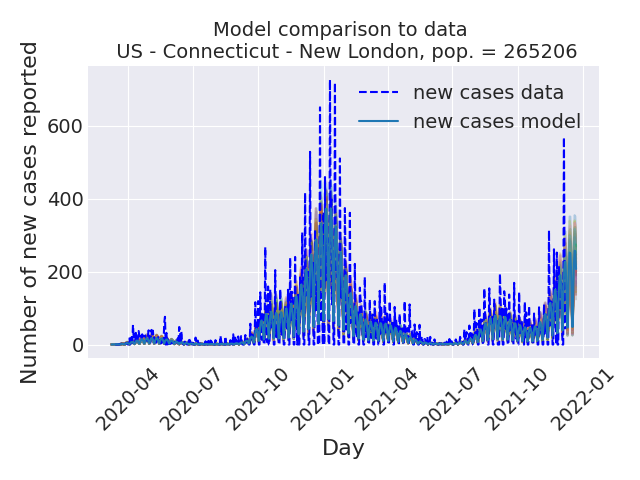 Model comparison to data
US - Connecticut - New London, pop. = 265206
Number of new cases reported
600
400
200
0
new cases data
new cases model
2020-04
2020-07
2020-10
2021-01
2021-04
2021-07
2021-10
2022-01
Day